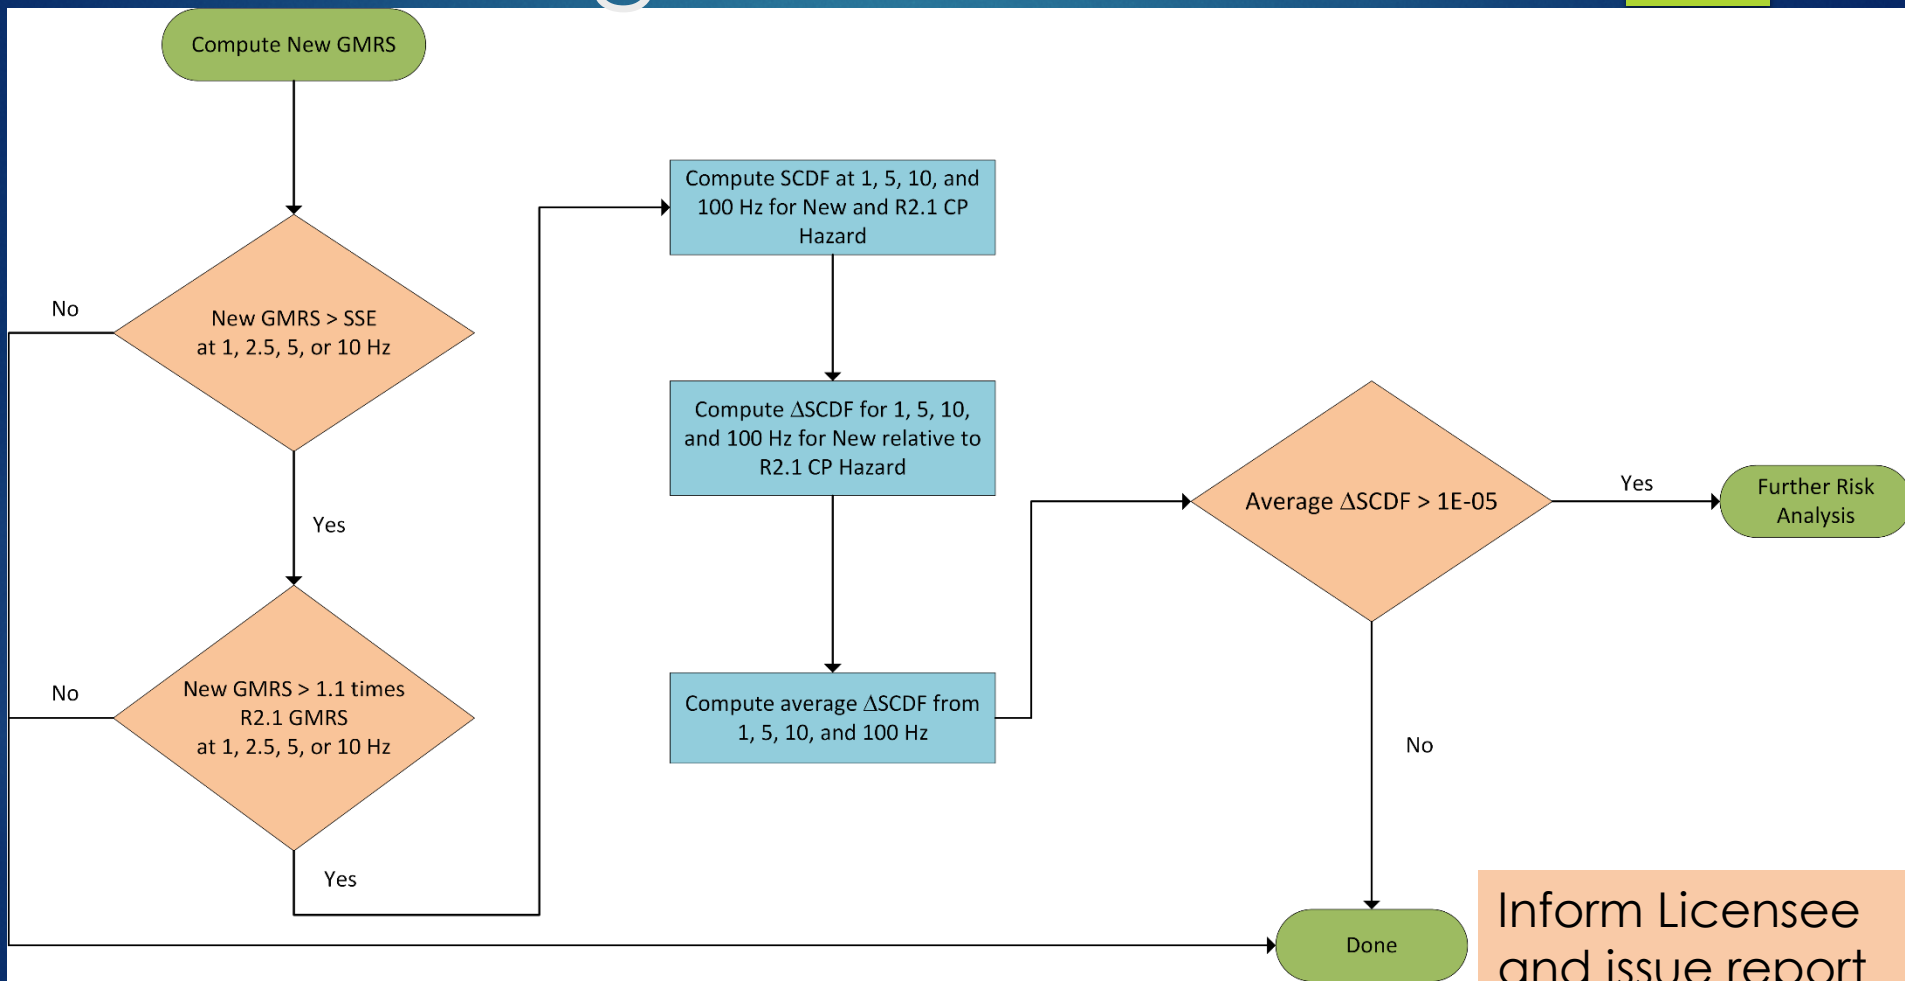 Compute New GMRS
No
New GMRS > SSE
at 1, 2.5, 5, or 10 Hz
Yes
No
New GMRS > 1.1 times
R2.1 GMRS
at 1, 2.5, 5, or 10 Hz
Yes
Compute SCDF at 1, 5, 10, and
100 Hz for New and R2.1 CP
Hazard
Compute ΔSCDF for 1, 5, 10,
and 100 Hz for New relative to
R2.1 CP Hazard
Compute average ΔSCDF from
1, 5, 10, and 100 Hz
Average ΔSCDF > 1E-05
Yes
Further Risk
Analysis
No
Done
Inform Licensee
and issue report